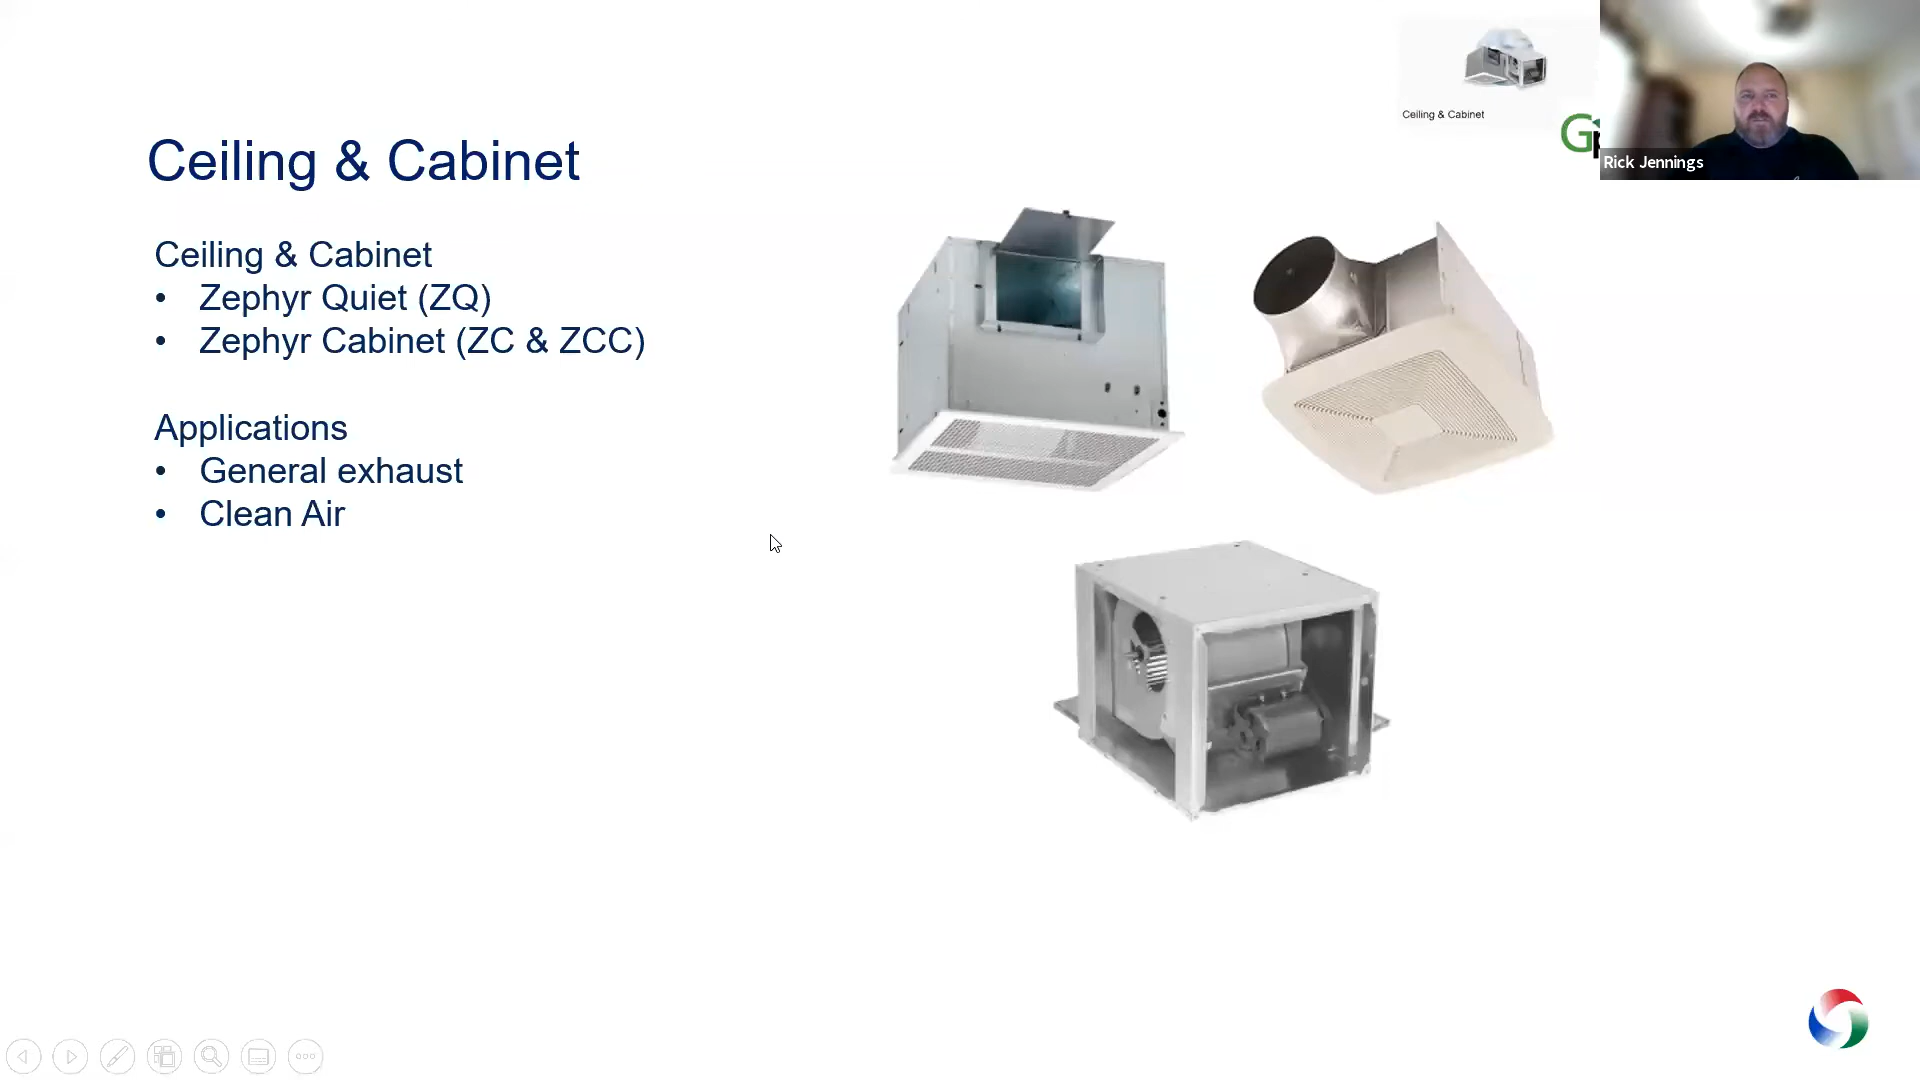 Ceiling & Cabinet
Rick Jennings
Ceiling & Cabinet
Ceiling & Cabinet
• Zephyr Quiet (ZQ)
• Zephyr Cabinet (ZC & ZCC)
Applications
• General exhaust
• Clean Air